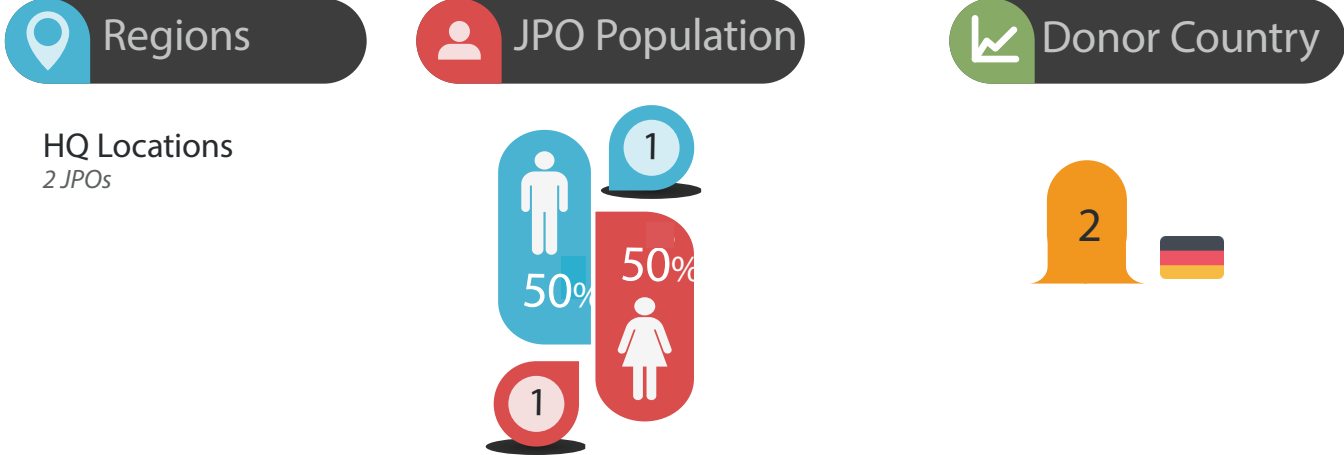 Regions
HQ Locations
2 JPOs
JPO Population
1
50%
50%
1
Donor Country
2